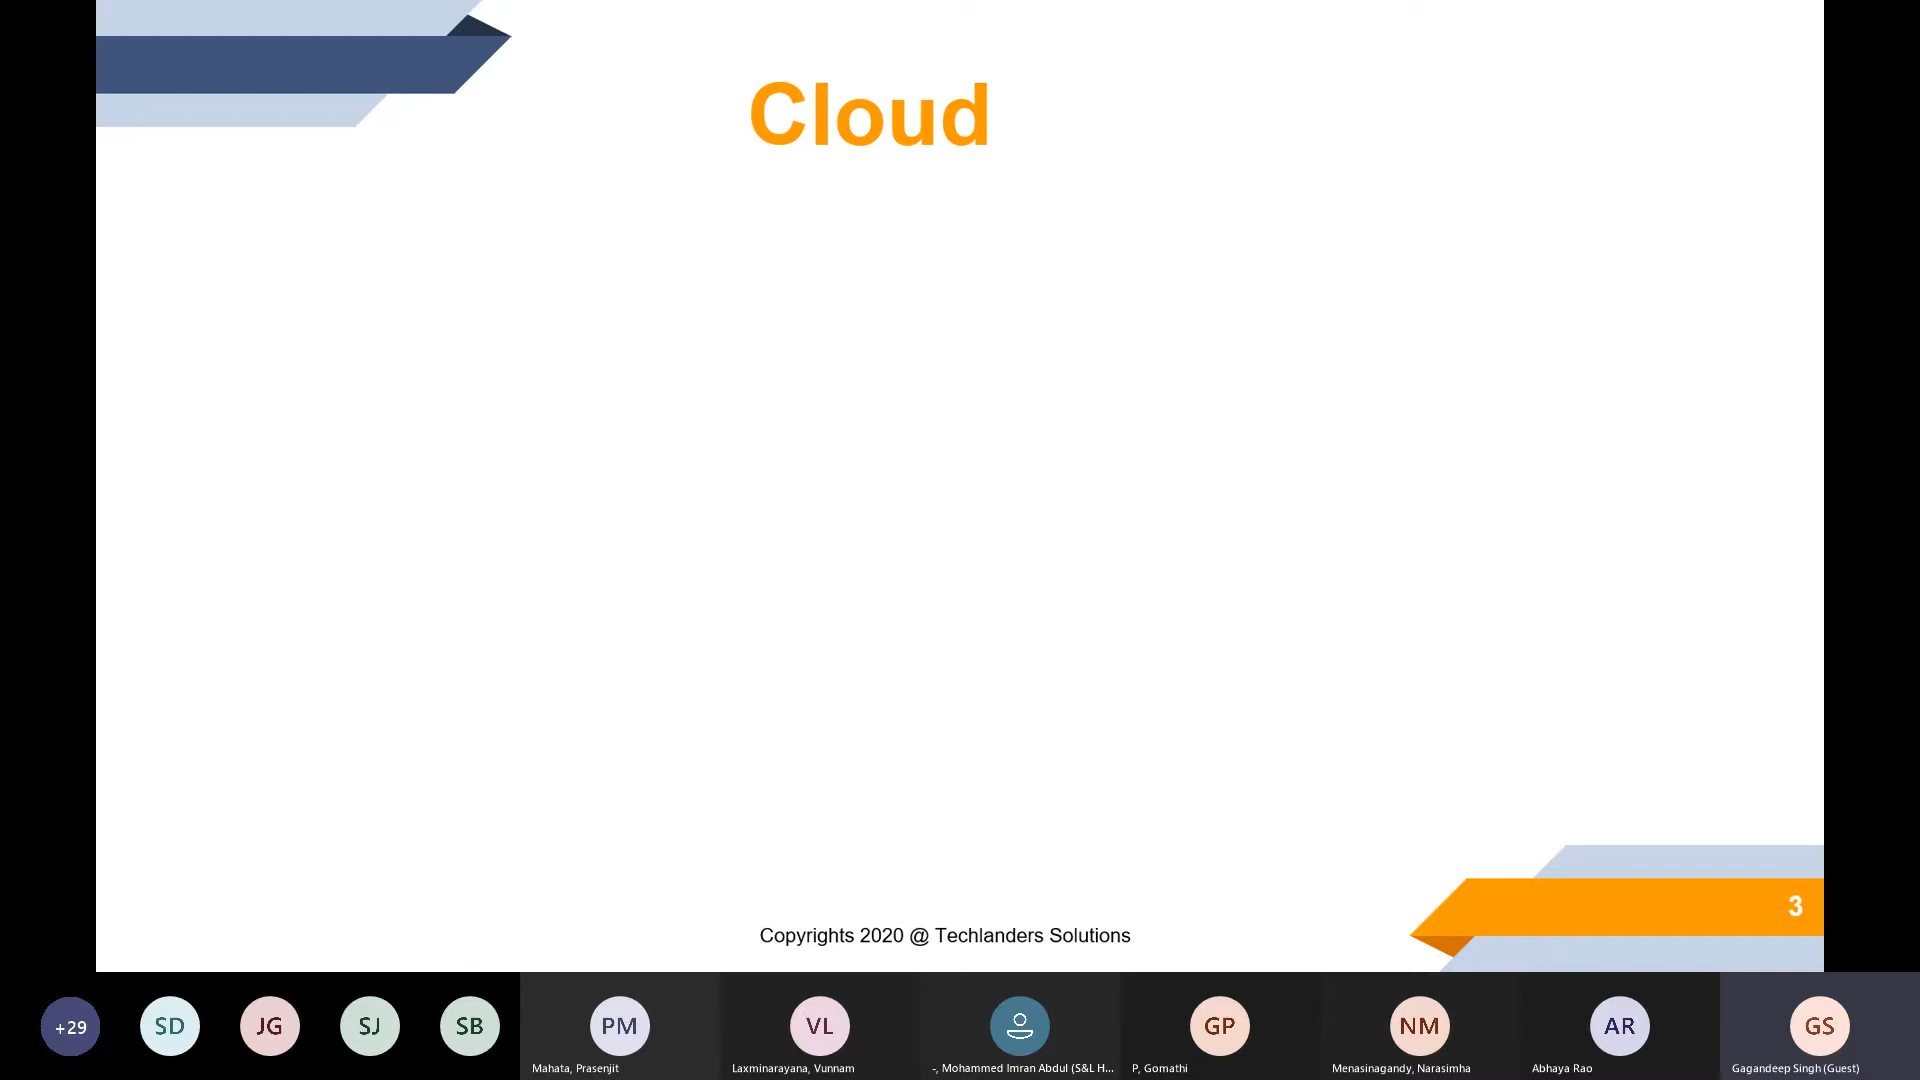 Cloud
3
Copyrights 2020 @ Techlanders Solutions
+29
SD
JG
SJ
SB
PM
VL
GP
NM
AR
GS
Mahata, Prasenjit
Laxminarayana, Vunnam
-, Mohammed Imran Abdul (S&L H...
P, Gomathi
Menasinagandy, Narasimha
Abhaya Rao
Gagandeep Singh (Guest)